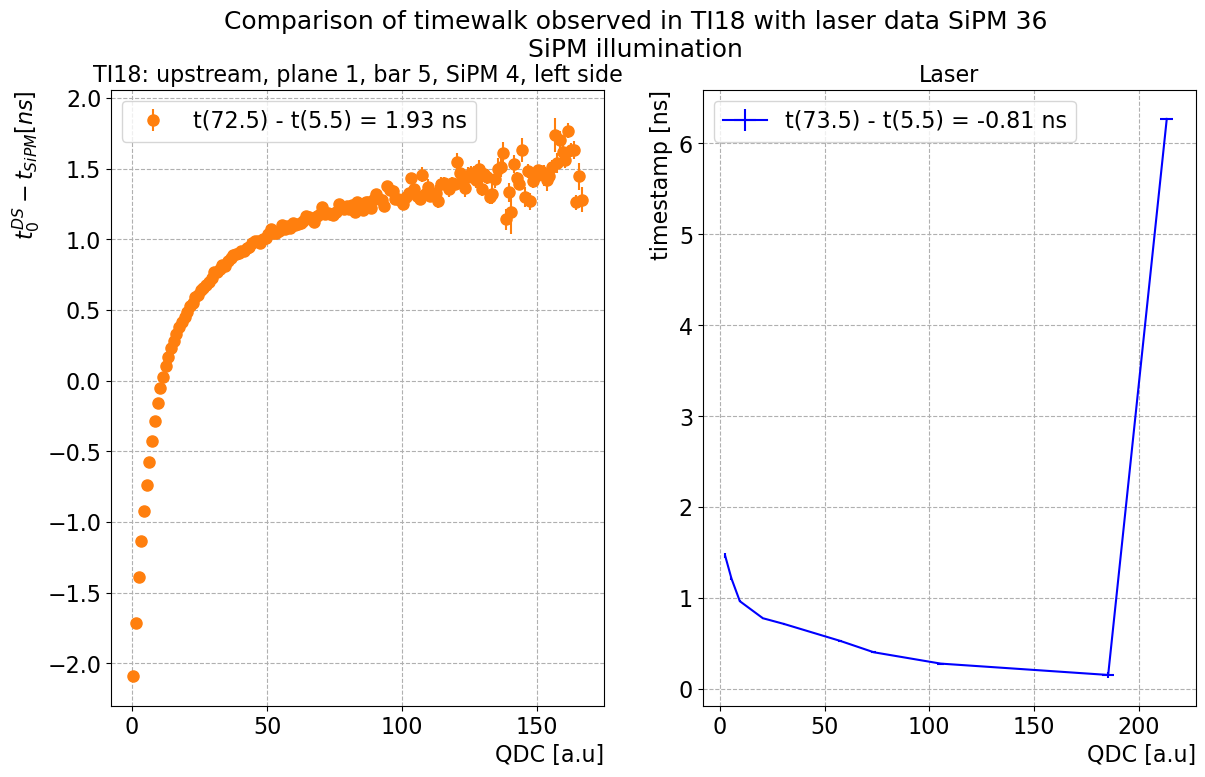 Comparison of timewalk observed in TI18 with laser data SiPM 36
SiPM illumination
TI18: upstream, plane 1, bar 5, SiPM 4, left side
t(72.5) - t(5.5) = 1.93 ns
t₀^DS − t_SiPM[ns]
2.0
1.5
1.0
0.5
0.0
−0.5
−1.0
−1.5
−2.0
0 50 100 150
QDC [a.u]
Laser
t(73.5) - t(5.5) = -0.81 ns
timestamp [ns]
6
5
4
3
2
1
0
0 50 100 150 200
QDC [a.u]